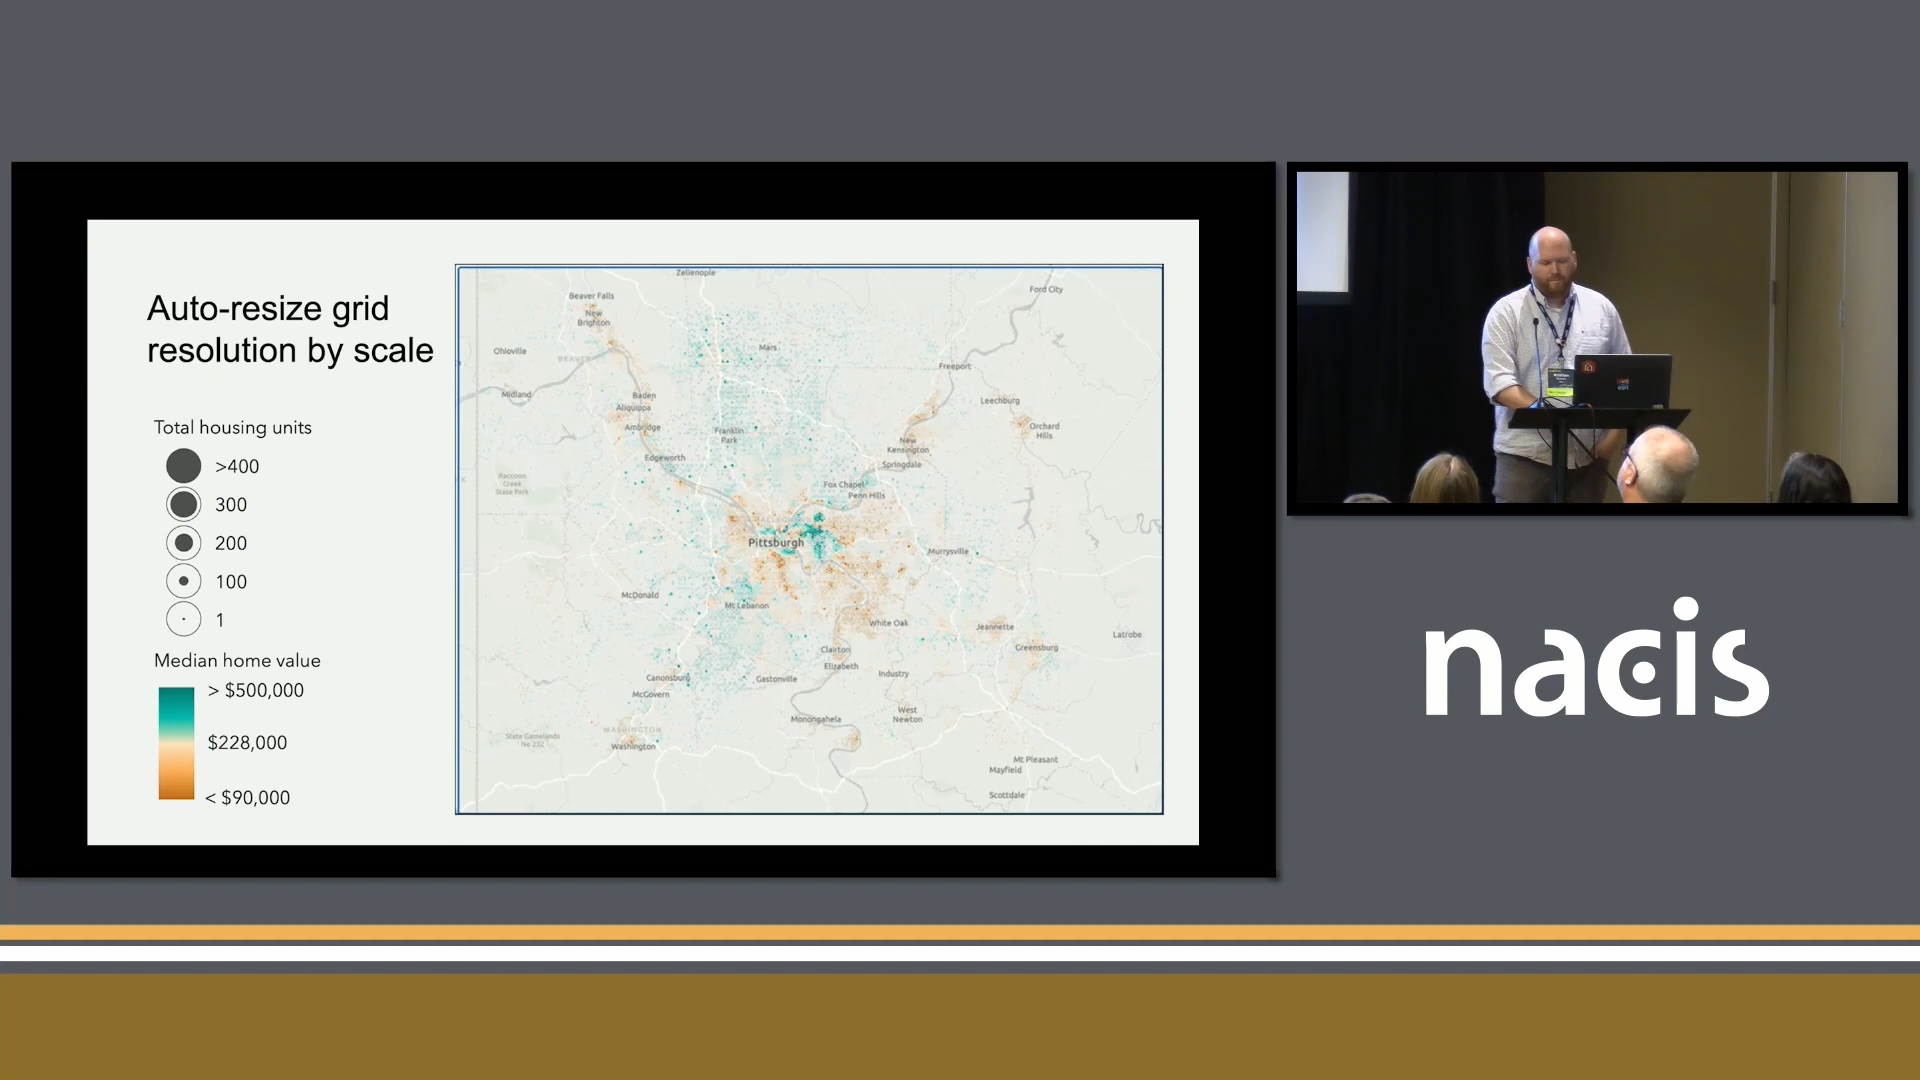 Auto-resize grid
resolution by scale
Total housing units
>400
300
200
100
1
Median home value
> $500,000
$228,000
< $90,000
Zelienople
Beaver Falls
New
Brighton
Ford City
Ohioville
BEAVER
Mars
Freeport
Midland
Baden
Aliquippa
Leechburg
Ambridge
Franklin
Park
Orchard
Hills
New
Kensington
Edgeworth
Springdale
Raccoon
Creek
State Park
Fox Chapel
Penn Hills
Pittsburgh
Murrysville
McDonald
Mt Lebanon
White Oak
Jeannette
Latrobe
Clairton
Greensburg
Elizabeth
Canonsburg
Gastonville
Industry
McGovern
West
Newton
Monongahela
WASHINGTON
Washington
State Gamelands
No 232
Mt Pleasant
Mayfield
Scottdale
esri
nacis